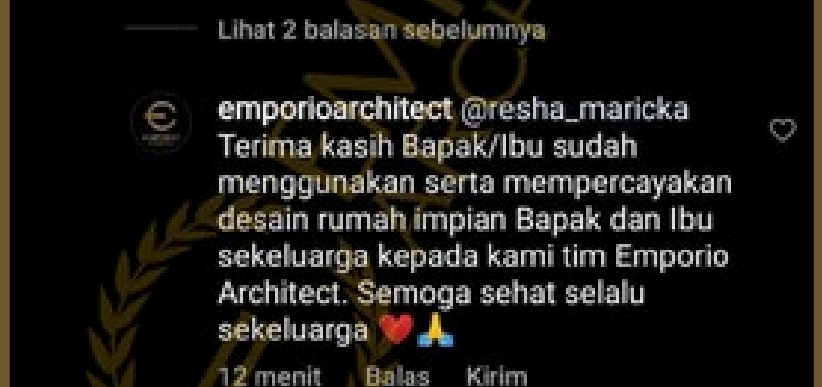 Lihat 2 balasan sebelumnya
emporioarchitect @resha_maricka
Terima kasih Bapak/Ibu sudah
menggunakan serta mempercayakan
desain rumah impian Bapak dan Ibu
sekeluarga kepada kami tim Emporio
Architect. Semoga sehat selalu
sekeluarga ❤️🙏
12 menit Balas Kirim